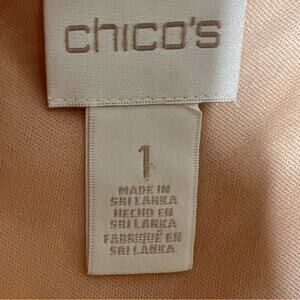 chico's
1
MADE IN
SRI LANKA
HECHO EN
SRI LANKA
FABRIQUÉ EN
SRI LANKA